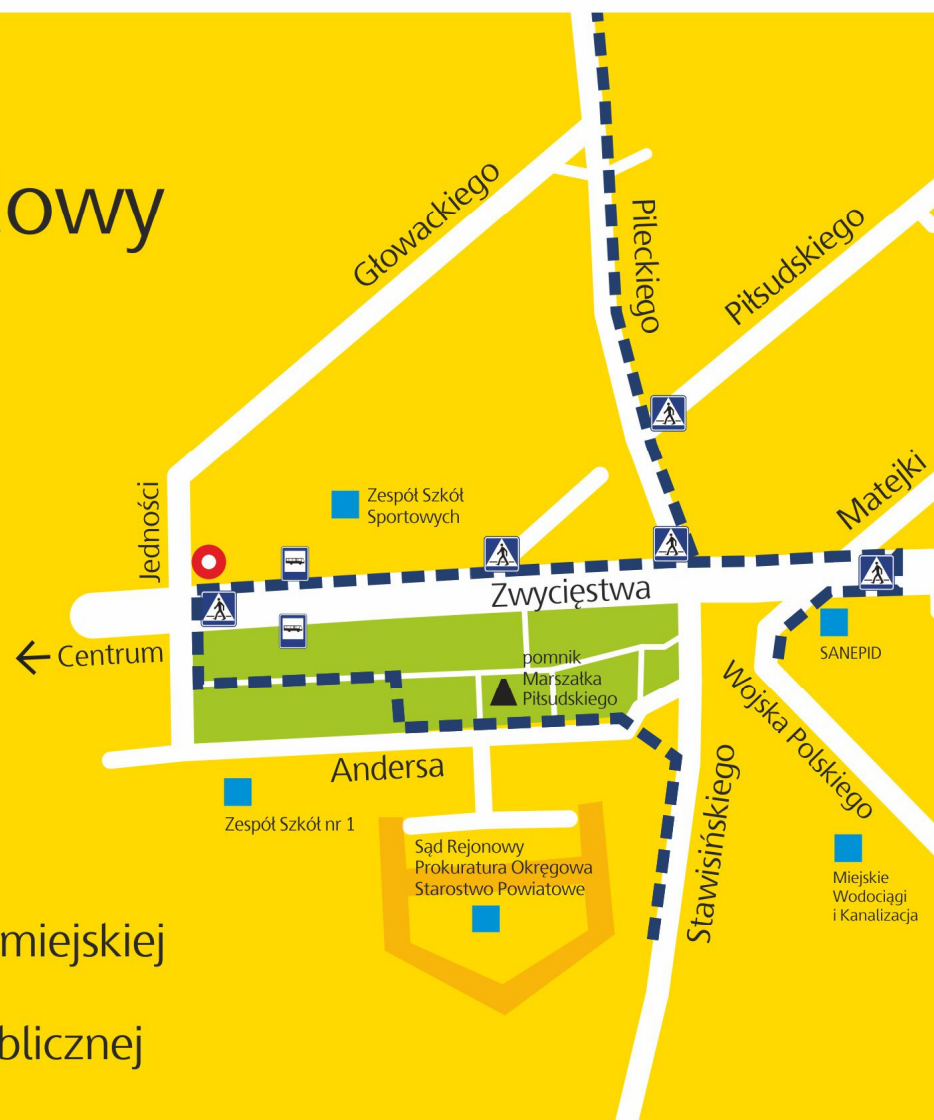 owy
Głowackiego
Pileckiego
Piłsudskiego
Jedności
Zespół Szkół
Sportowych
Matejki
Zwycięstwa
← Centrum
pomnik
Marszałka
Piłsudskiego
SANEPID
Wojska Polskiego
Andersa
Stawisińskiego
Zespół Szkół nr 1
Sąd Rejonowy
Prokuratura Okręgowa
Starostwo Powiatowe
Miejskie
Wodociągi
i Kanalizacja
miejskiej
blicznej